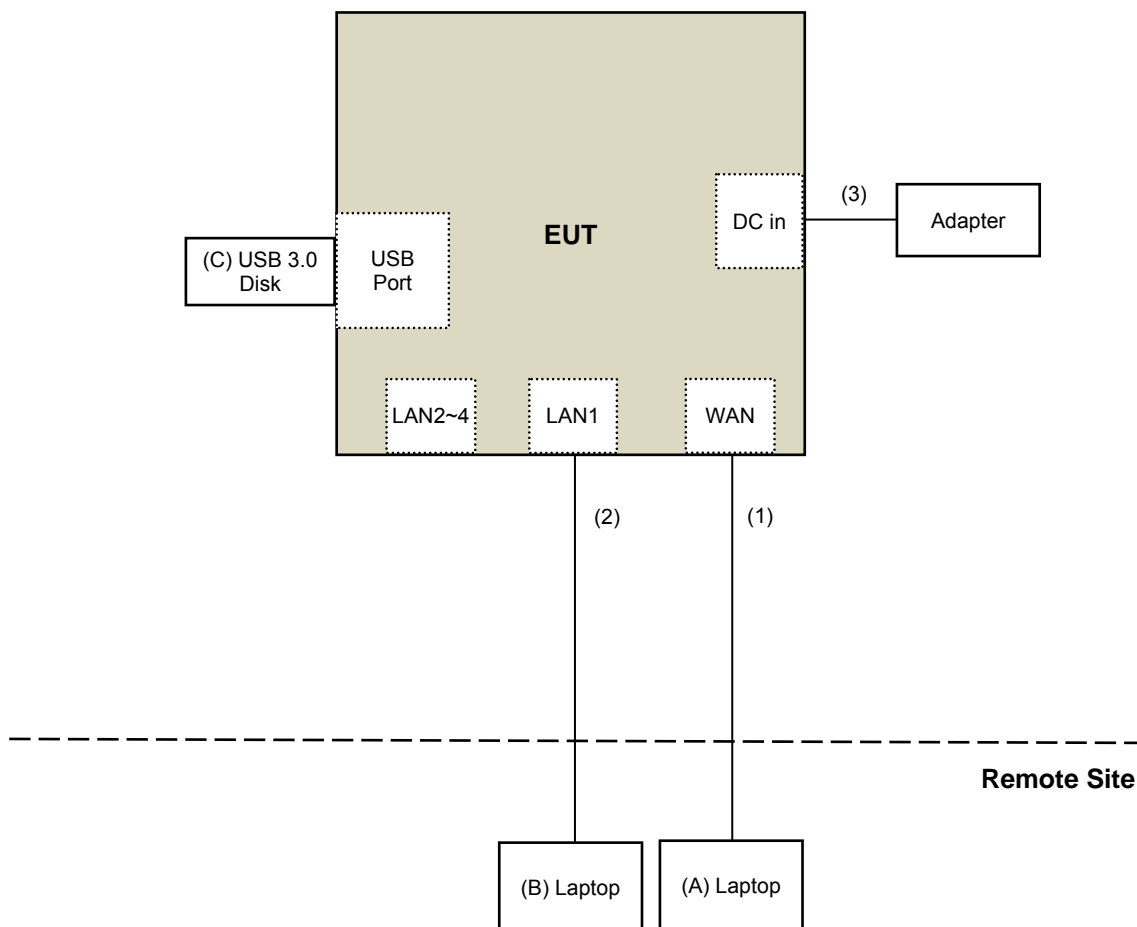 EUT
DC in
(3)
Adapter
(C) USB 3.0
Disk
USB
Port
LAN2~4
LAN1
WAN
(2)
(1)
Remote Site
(B) Laptop
(A) Laptop